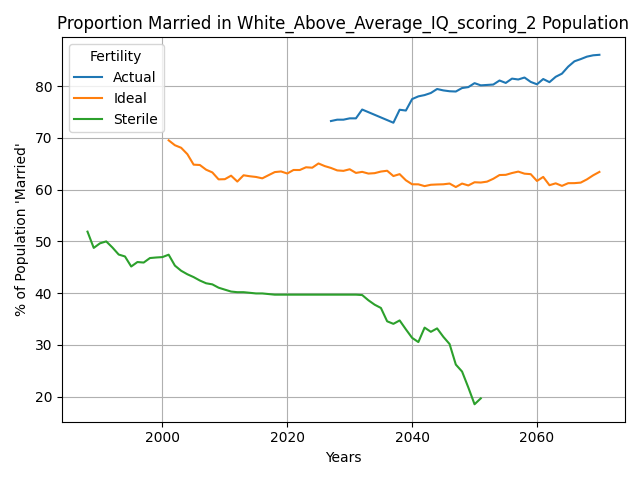 Proportion Married in White_Above_Average_IQ_scoring_2 Population
Fertility
Actual
Ideal
Sterile
% of Population 'Married'
80
70
60
50
40
30
20
2000
2020
2040
2060
Years